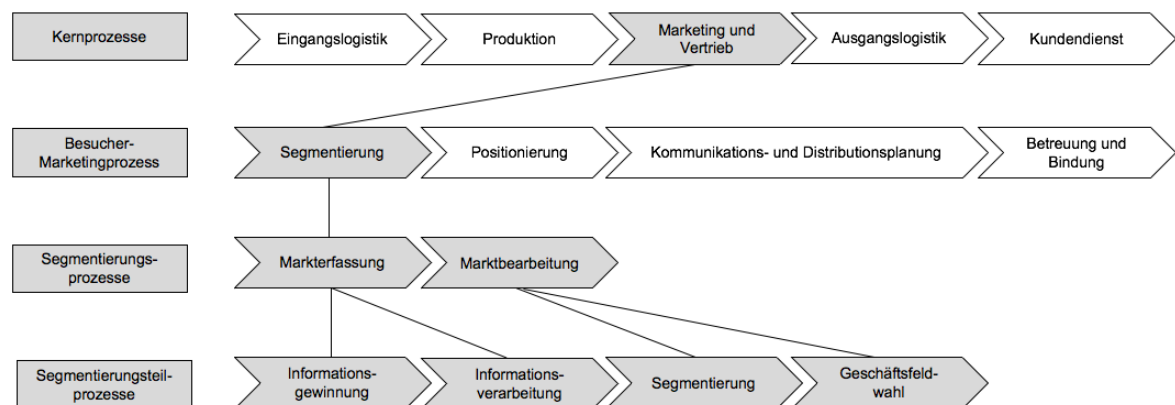 Kernprozesse
Eingangslogistik
Produktion
Marketing und
Vertrieb
Ausgangslogistik
Kundendienst
Besucher-
Marketingprozess
Segmentierung
Positionierung
Kommunikations- und Distributionsplanung
Betreuung und
Bindung
Segmentierungs-
prozesse
Markterfassung
Marktbearbeitung
Segmentierungsteil-
prozesse
Informations-
gewinnung
Informations-
verarbeitung
Segmentierung
Geschäftsfeld-
wahl